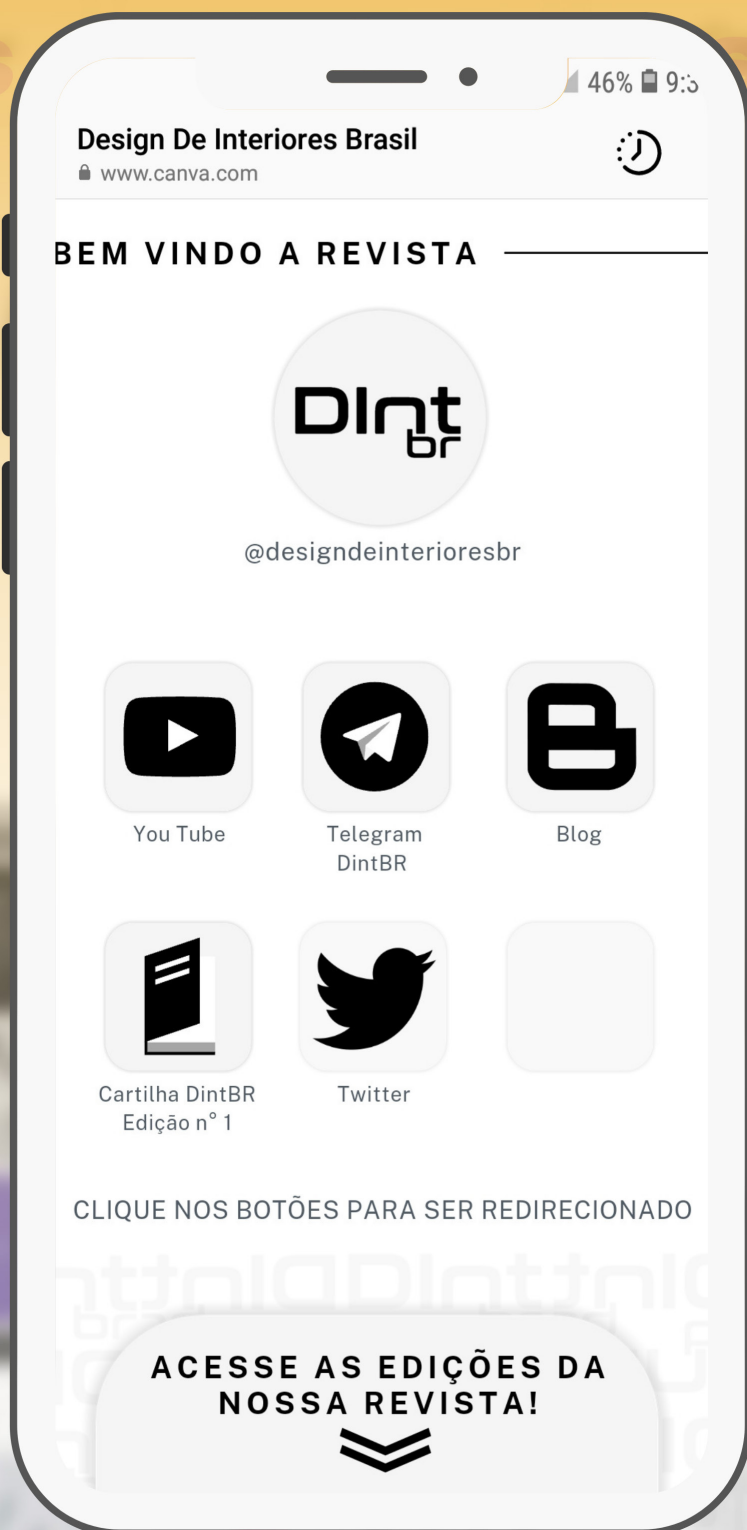 46% 9:3
Design De Interiores Brasil
www.canva.com
BEM VINDO A REVISTA
DInt
br
@designdeinterioresbr
You Tube
Telegram
DintBR
Blog
Cartilha DintBR
Edição n° 1
Twitter
CLIQUE NOS BOTÕES PARA SER REDIRECIONADO
ACESSE AS EDIÇÕES DA
NOSSA REVISTA!